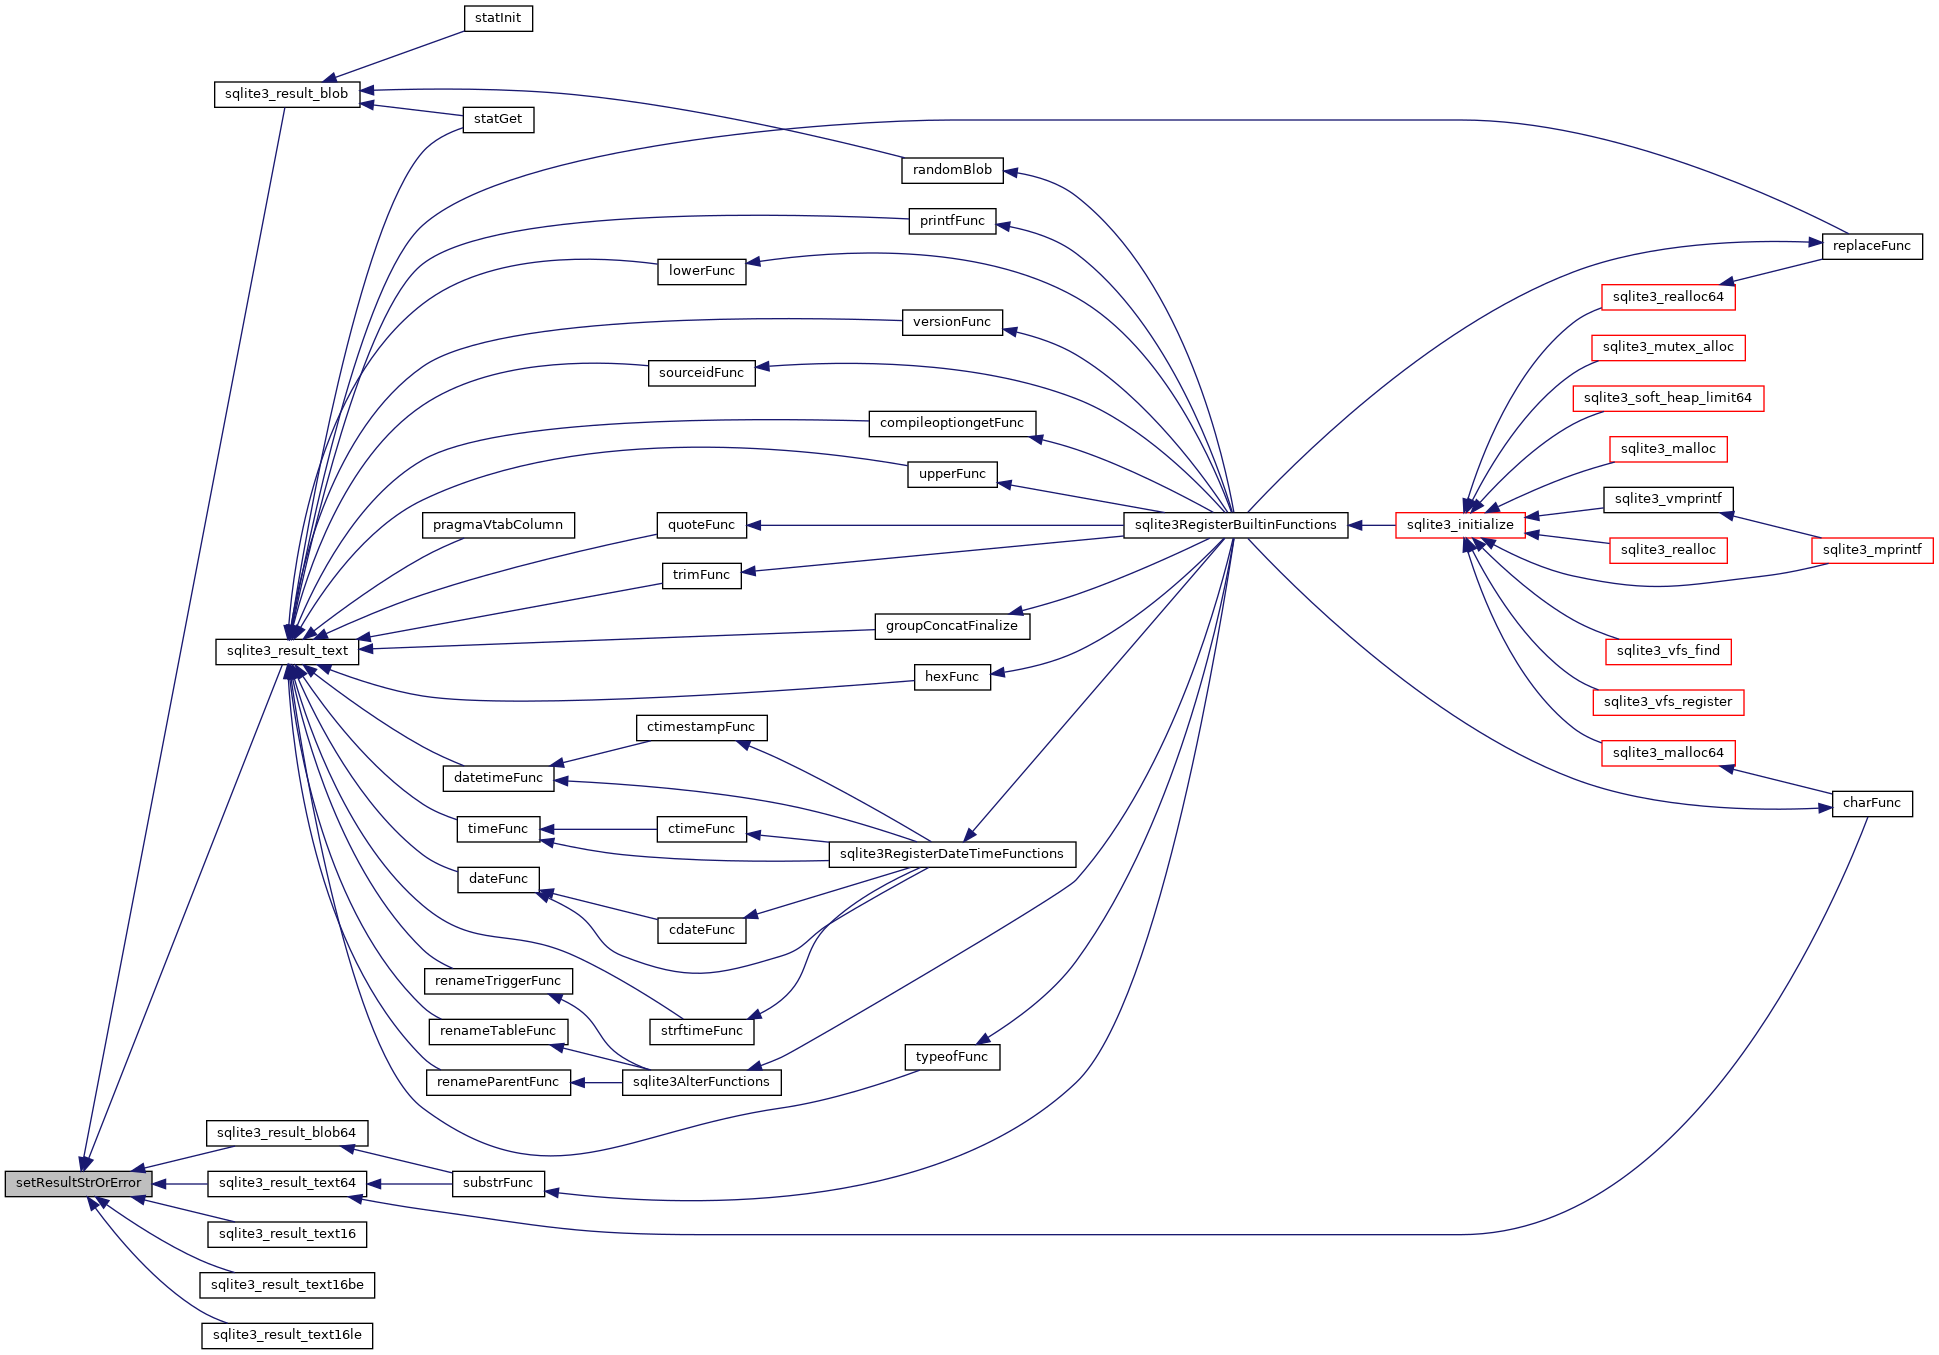 statInit
sqlite3_result_blob
statGet
randomBlob
printfFunc
replaceFunc
lowerFunc
sqlite3_realloc64
versionFunc
sqlite3_mutex_alloc
sourceidFunc
sqlite3_soft_heap_limit64
compileoptiongetFunc
sqlite3_malloc
upperFunc
sqlite3_vmprintf
pragmaVtabColumn
quoteFunc
sqlite3RegisterBuiltinFunctions
sqlite3_initialize
sqlite3_realloc
sqlite3_mprintf
trimFunc
groupConcatFinalize
sqlite3_result_text
sqlite3_vfs_find
hexFunc
sqlite3_vfs_register
ctimestampFunc
sqlite3_malloc64
datetimeFunc
charFunc
timeFunc
ctimeFunc
sqlite3RegisterDateTimeFunctions
dateFunc
cdateFunc
renameTriggerFunc
renameTableFunc
strftimeFunc
typeofFunc
renameParentFunc
sqlite3AlterFunctions
sqlite3_result_blob64
setResultStrOrError
sqlite3_result_text64
substrFunc
sqlite3_result_text16
sqlite3_result_text16be
sqlite3_result_text16le